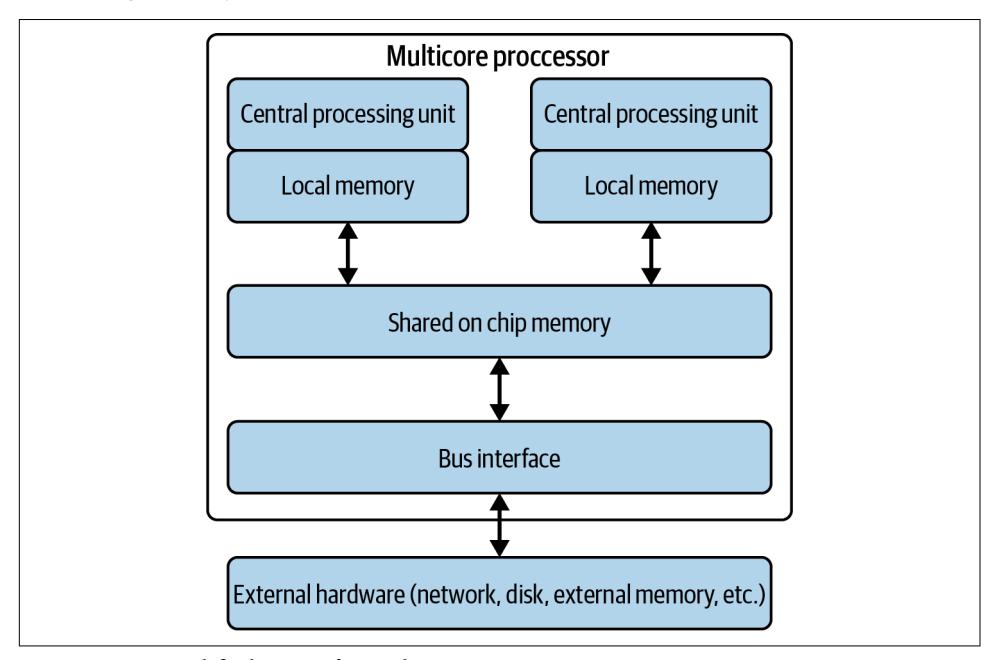 Multicore proccessor
Central processing unit
Central processing unit
Local memory
Local memory
Shared on chip memory
Bus interface
External hardware (network, disk, external memory, etc.)